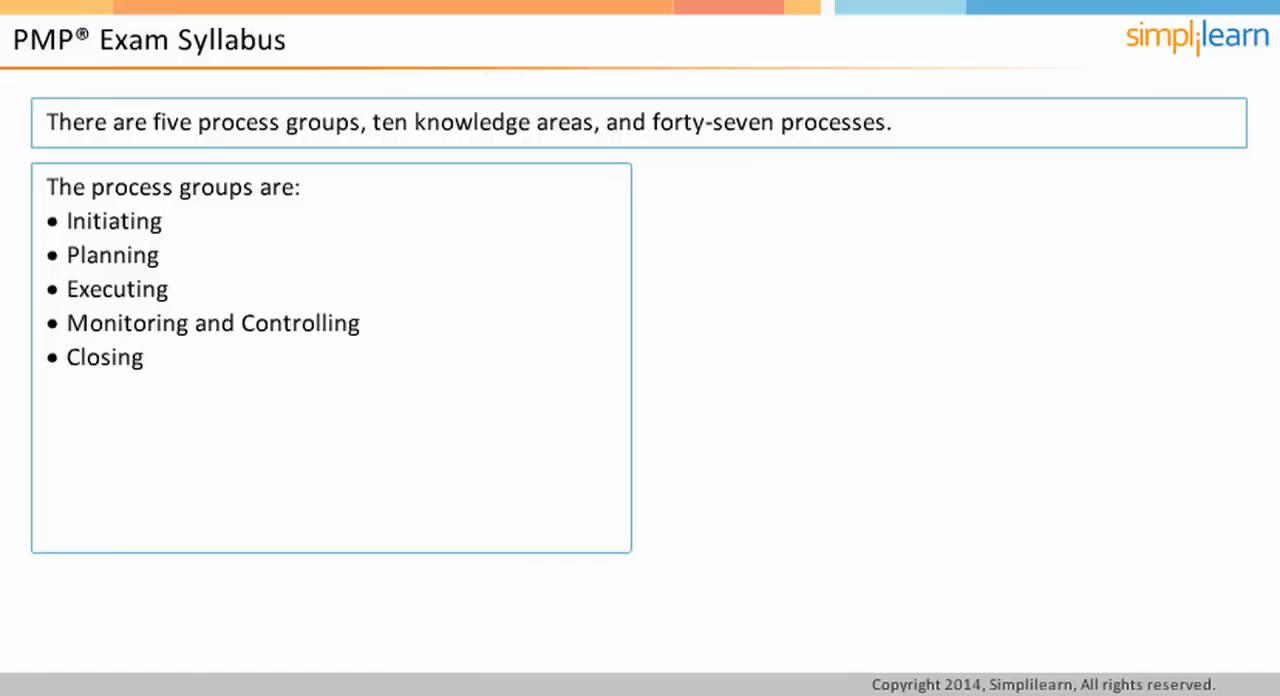 PMP® Exam Syllabus
simplilearn
There are five process groups, ten knowledge areas, and forty-seven processes.
The process groups are:
• Initiating
• Planning
• Executing
• Monitoring and Controlling
• Closing
Copyright 2014, Simplilearn, All rights reserved.